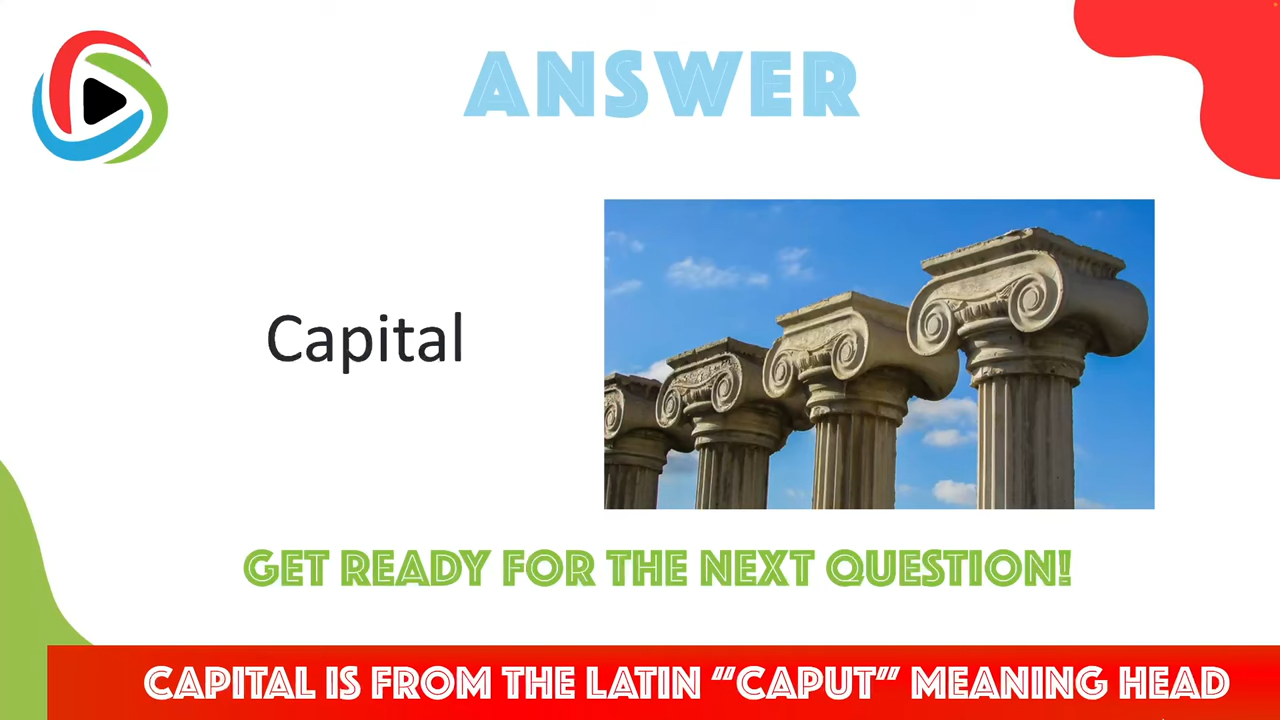 ANSWER
Capital
GET READY FOR THE NEXT QUESTION!
CAPITAL IS FROM THE LATIN “CAPUT” MEANING HEAD